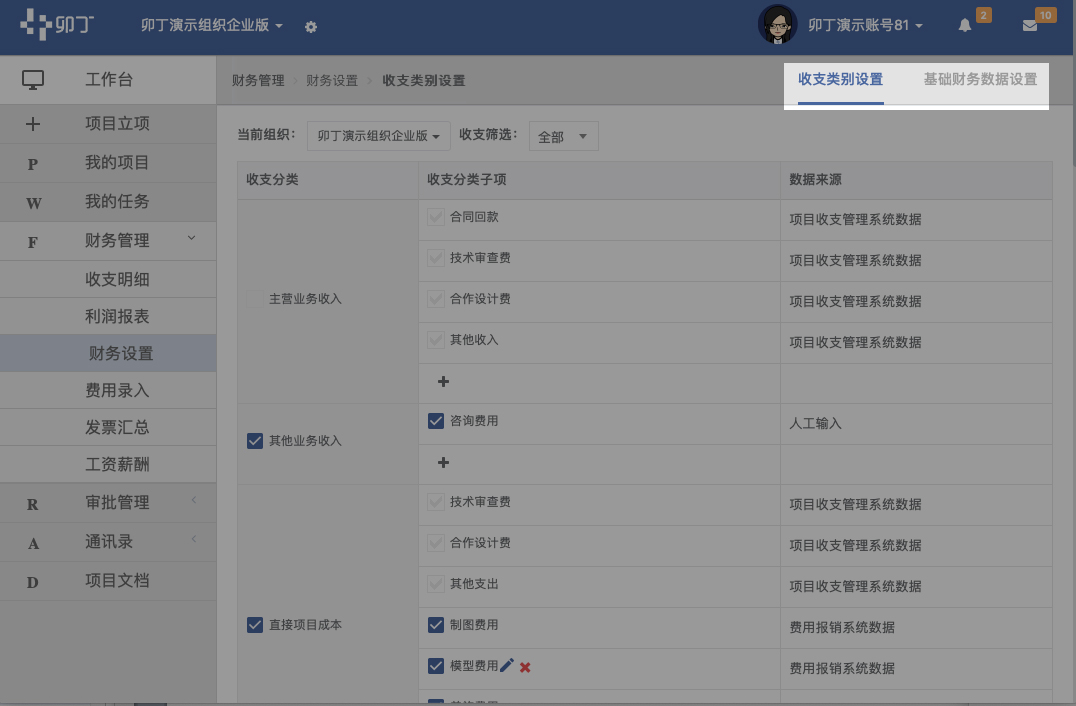 卯丁
卯丁演示组织企业版
卯丁演示账号81
2
10
工作台
项目立项
P 我的项目
W 我的任务
F 财务管理
收支明细
利润报表
财务设置
费用录入
发票汇总
工资薪酬
R 审批管理
A 通讯录
D 项目文档
财务管理 > 财务设置 > 收支类别设置
收支类别设置 基础财务数据设置
当前组织： 卯丁演示组织企业版 收支筛选： 全部
收支分类 收支分类子项 数据来源
主营业务收入
合同回款 项目收支管理系统数据
技术审查费 项目收支管理系统数据
合作设计费 项目收支管理系统数据
其他收入 项目收支管理系统数据
其他业务收入
咨询费用 人工输入
直接项目成本
技术审查费 项目收支管理系统数据
合作设计费 项目收支管理系统数据
其他支出 项目收支管理系统数据
制图费用 费用报销系统数据
模型费用 费用报销系统数据